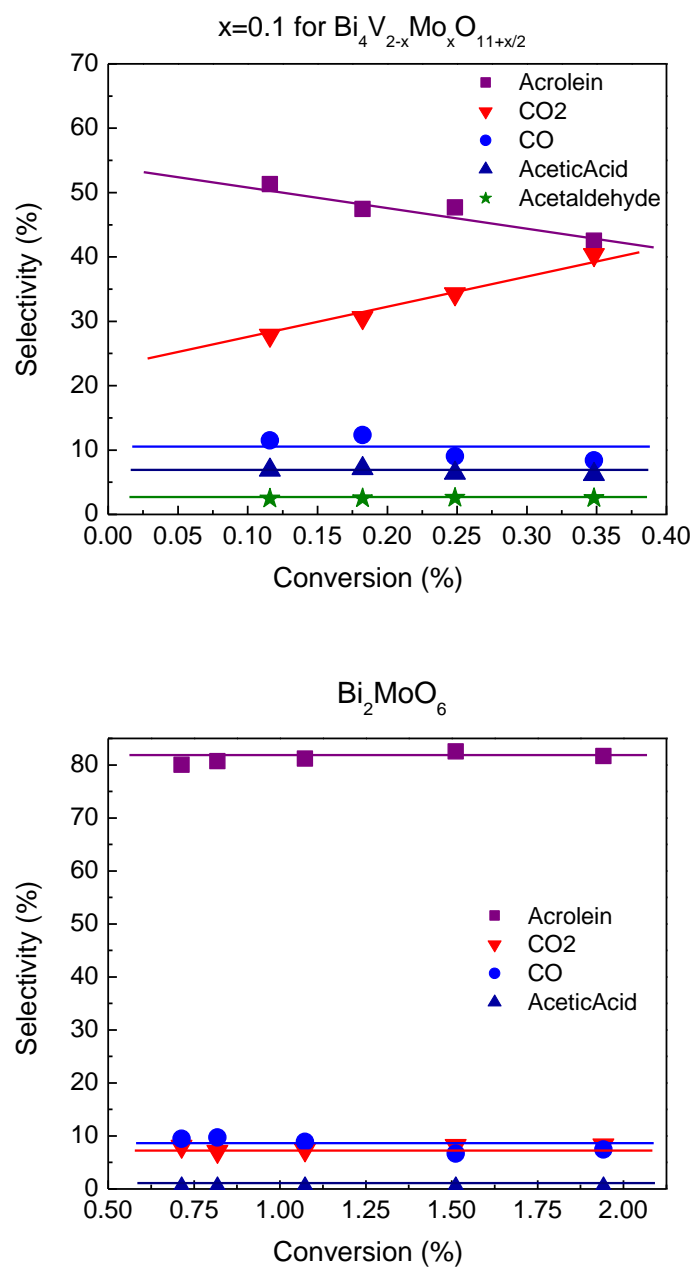 x=0.1 for Bi4V2-xMoxO11+x/2
70
60
50
40
30
20
10
0
Selectivity (%)
Acrolein
CO2
CO
AceticAcid
Acetaldehyde
0.00 0.05 0.10 0.15 0.20 0.25 0.30 0.35 0.40
Conversion (%)
Bi2MoO6
80
70
60
50
40
30
20
10
0
Selectivity (%)
Acrolein
CO2
CO
AceticAcid
0.50 0.75 1.00 1.25 1.50 1.75 2.00
Conversion (%)